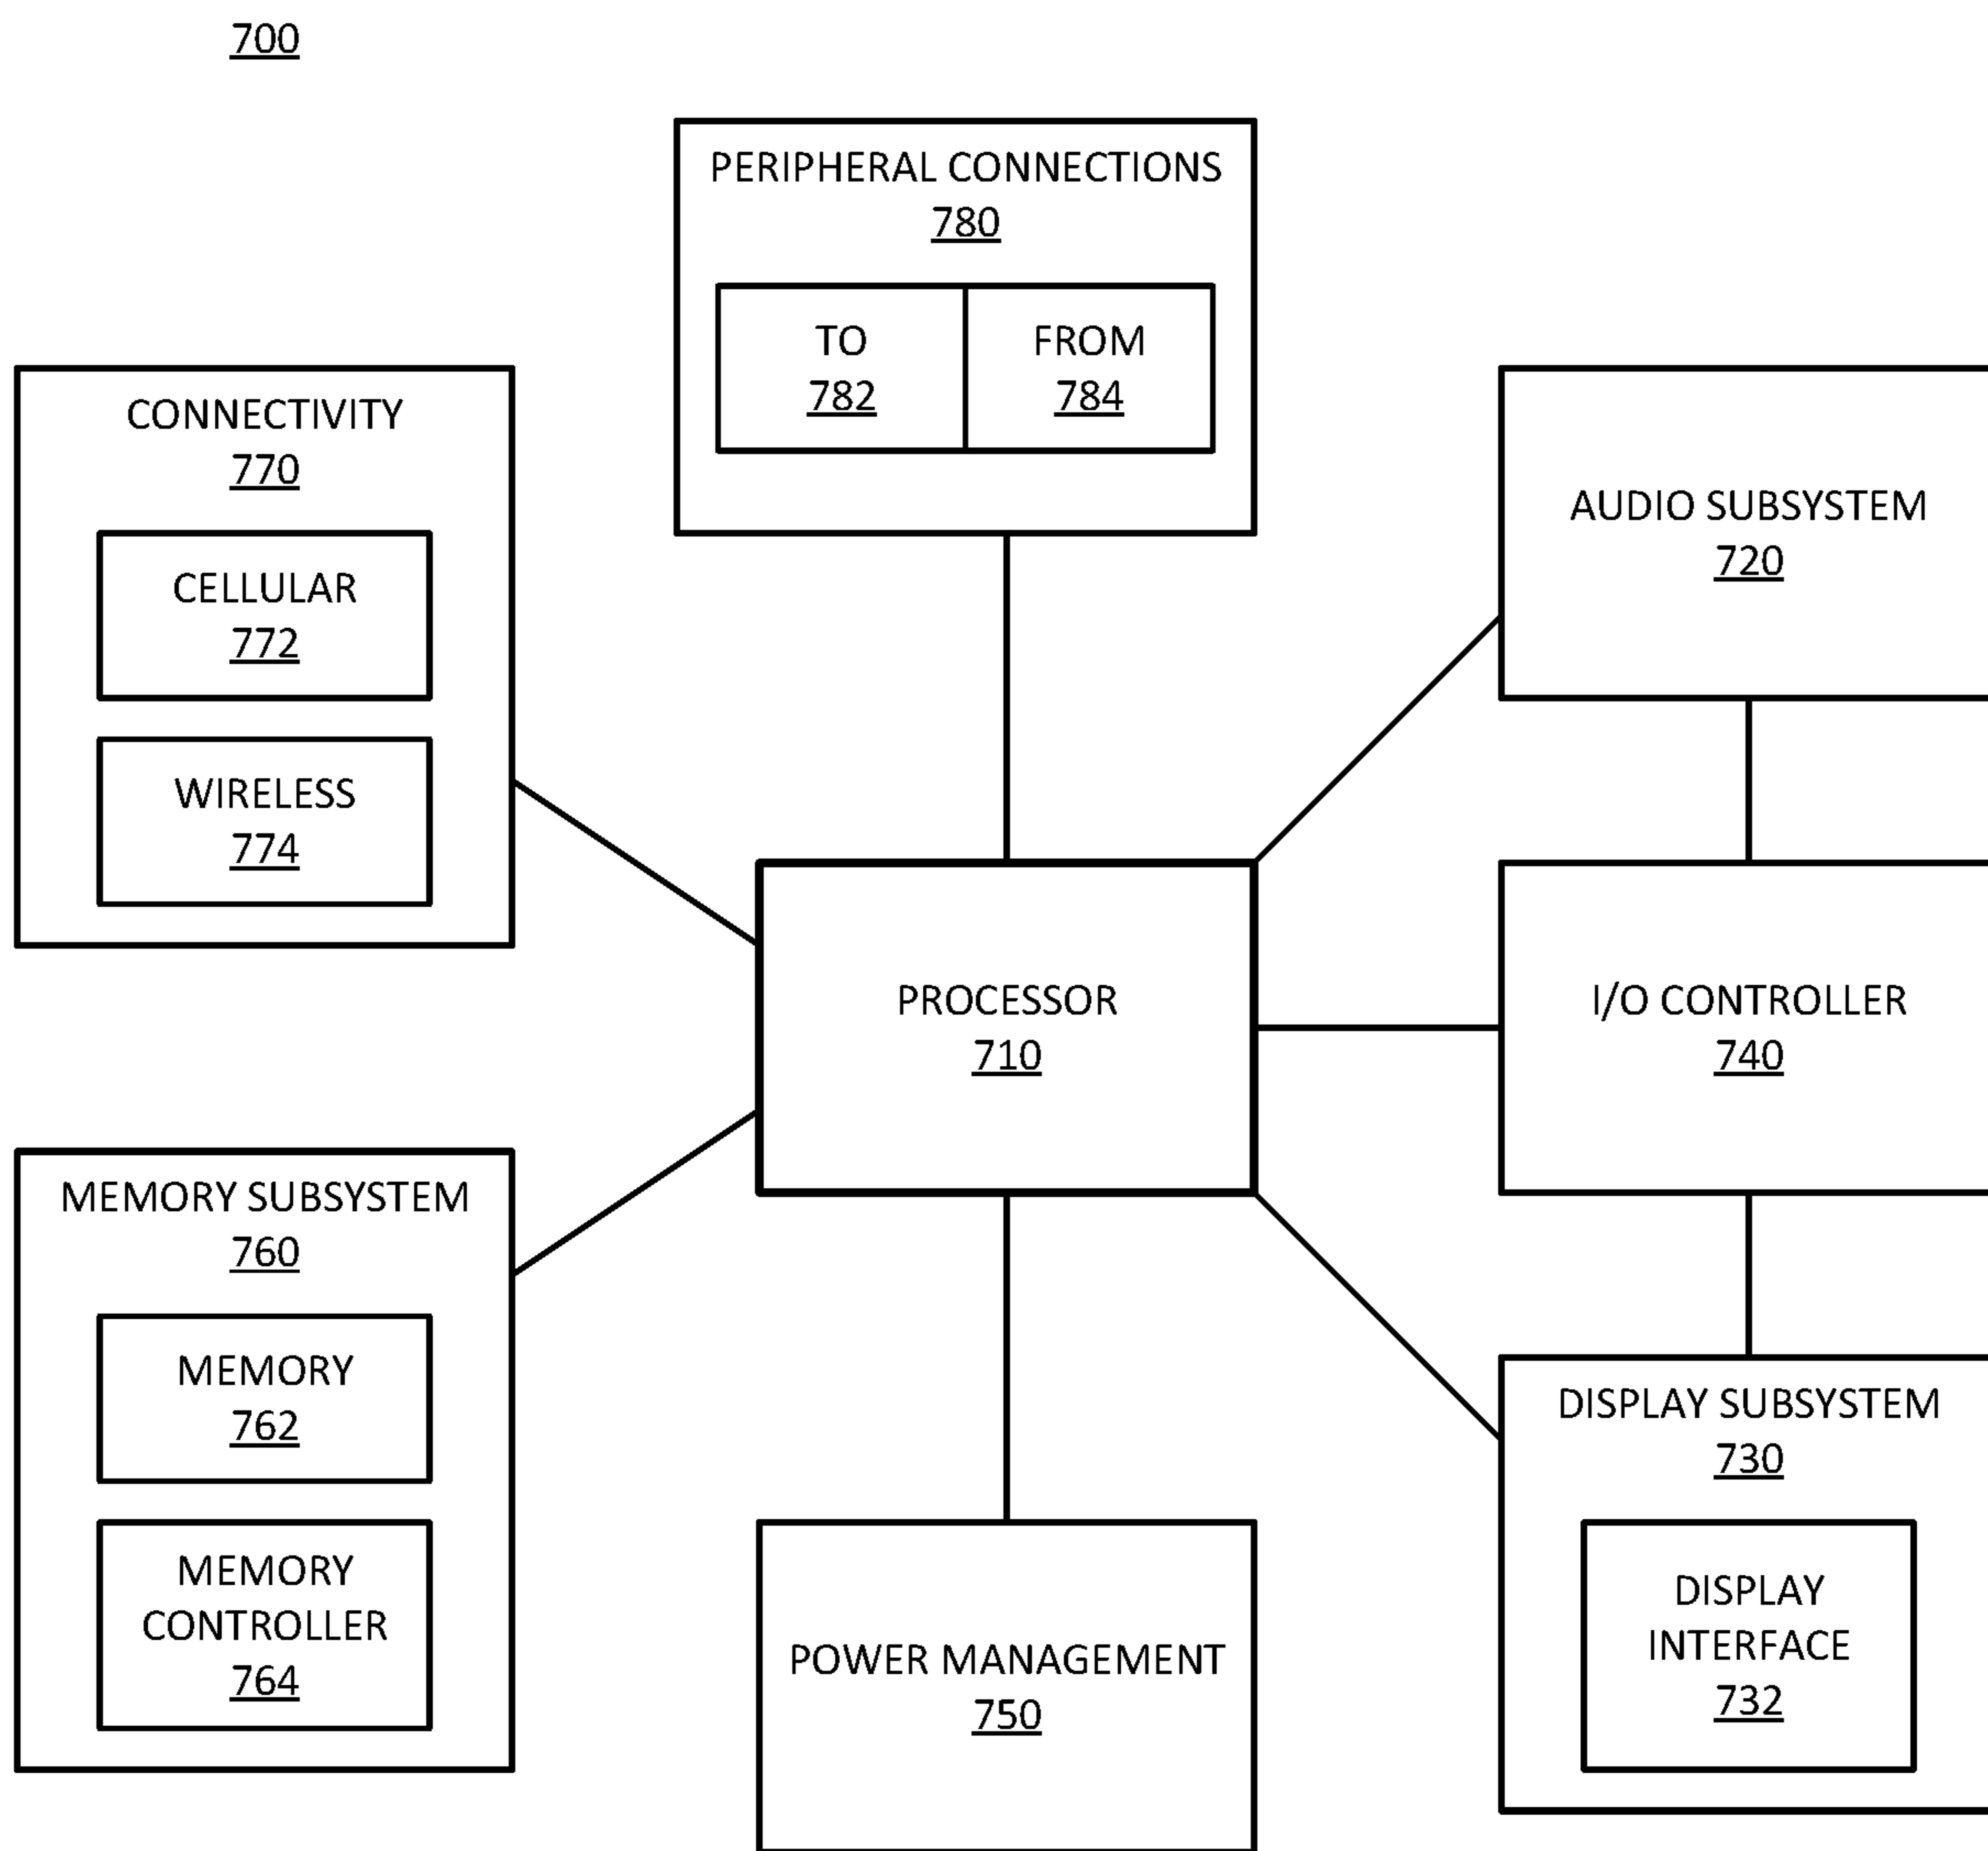 700
PERIPHERAL CONNECTIONS
780
TO
782
FROM
784
CONNECTIVITY
770
CELLULAR
772
WIRELESS
774
AUDIO SUBSYSTEM
720
PROCESSOR
710
I/O CONTROLLER
740
MEMORY SUBSYSTEM
760
MEMORY
762
MEMORY
CONTROLLER
764
POWER MANAGEMENT
750
DISPLAY SUBSYSTEM
730
DISPLAY
INTERFACE
732